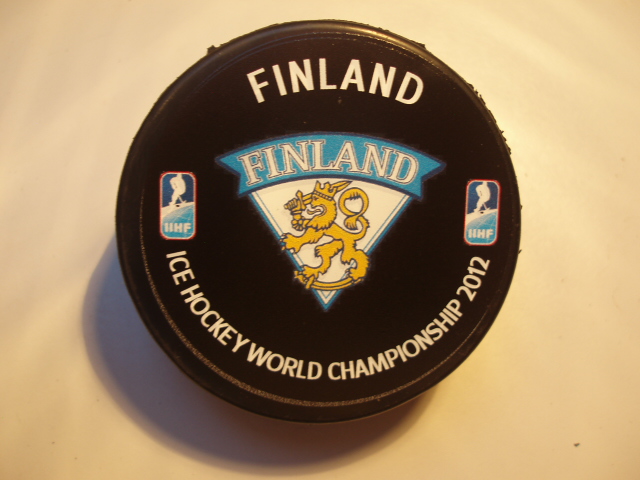 FINLAND
FINLAND
IIHF
IIHF
ICE HOCKEY WORLD CHAMPIONSHIP 2012